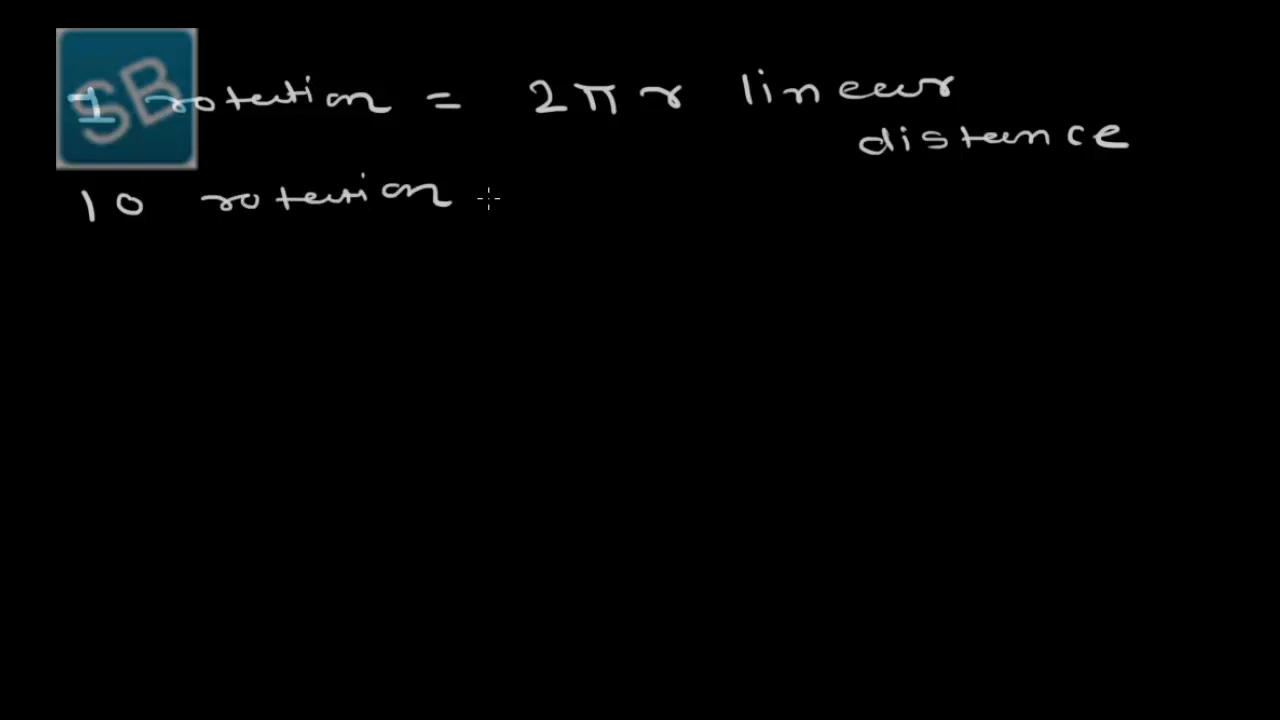 SB
1 rotation = 2πr linear
distance
10 rotation